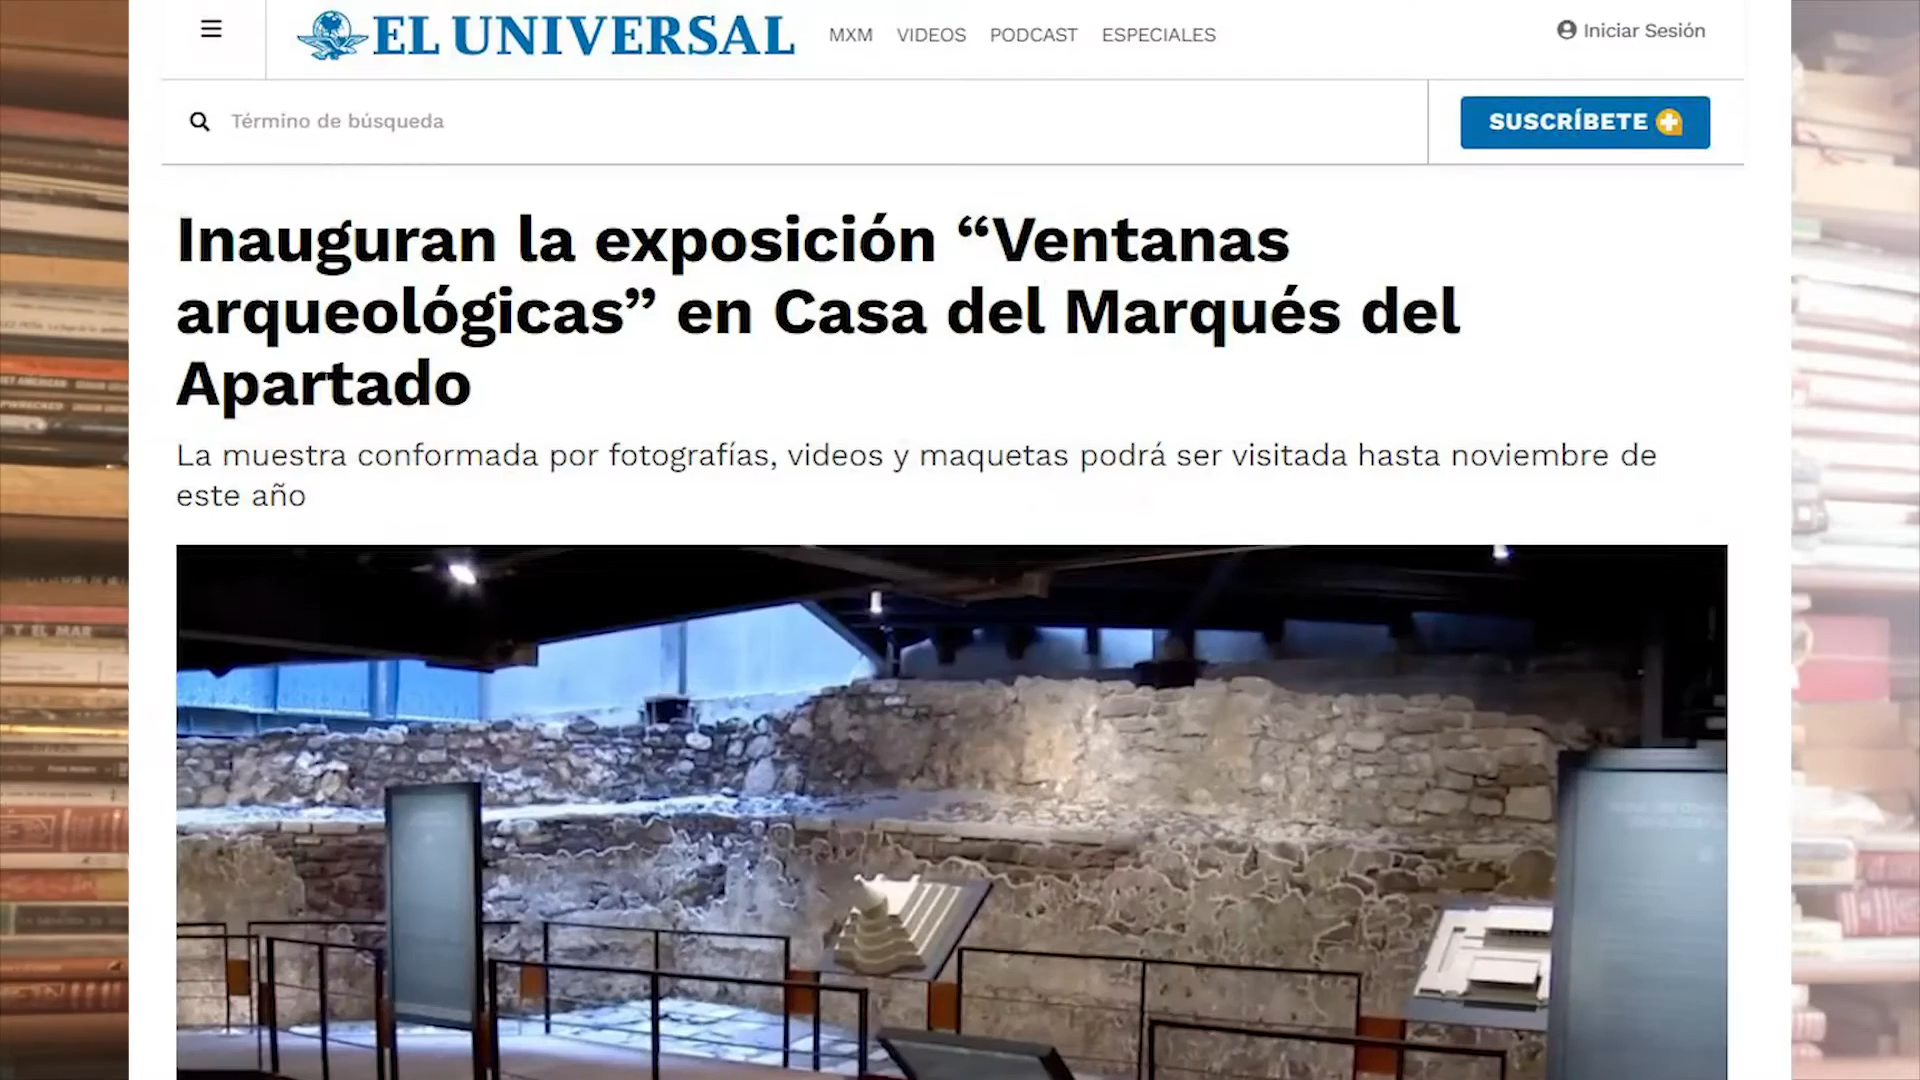 EL UNIVERSAL
MXM VIDEOS PODCAST ESPECIALES
Iniciar Sesión
Término de búsqueda
SUSCRÍBETE
Inauguran la exposición “Ventanas
arqueológicas” en Casa del Marqués del
Apartado
La muestra conformada por fotografías, videos y maquetas podrá ser visitada hasta noviembre de
este año
Y EL MAR